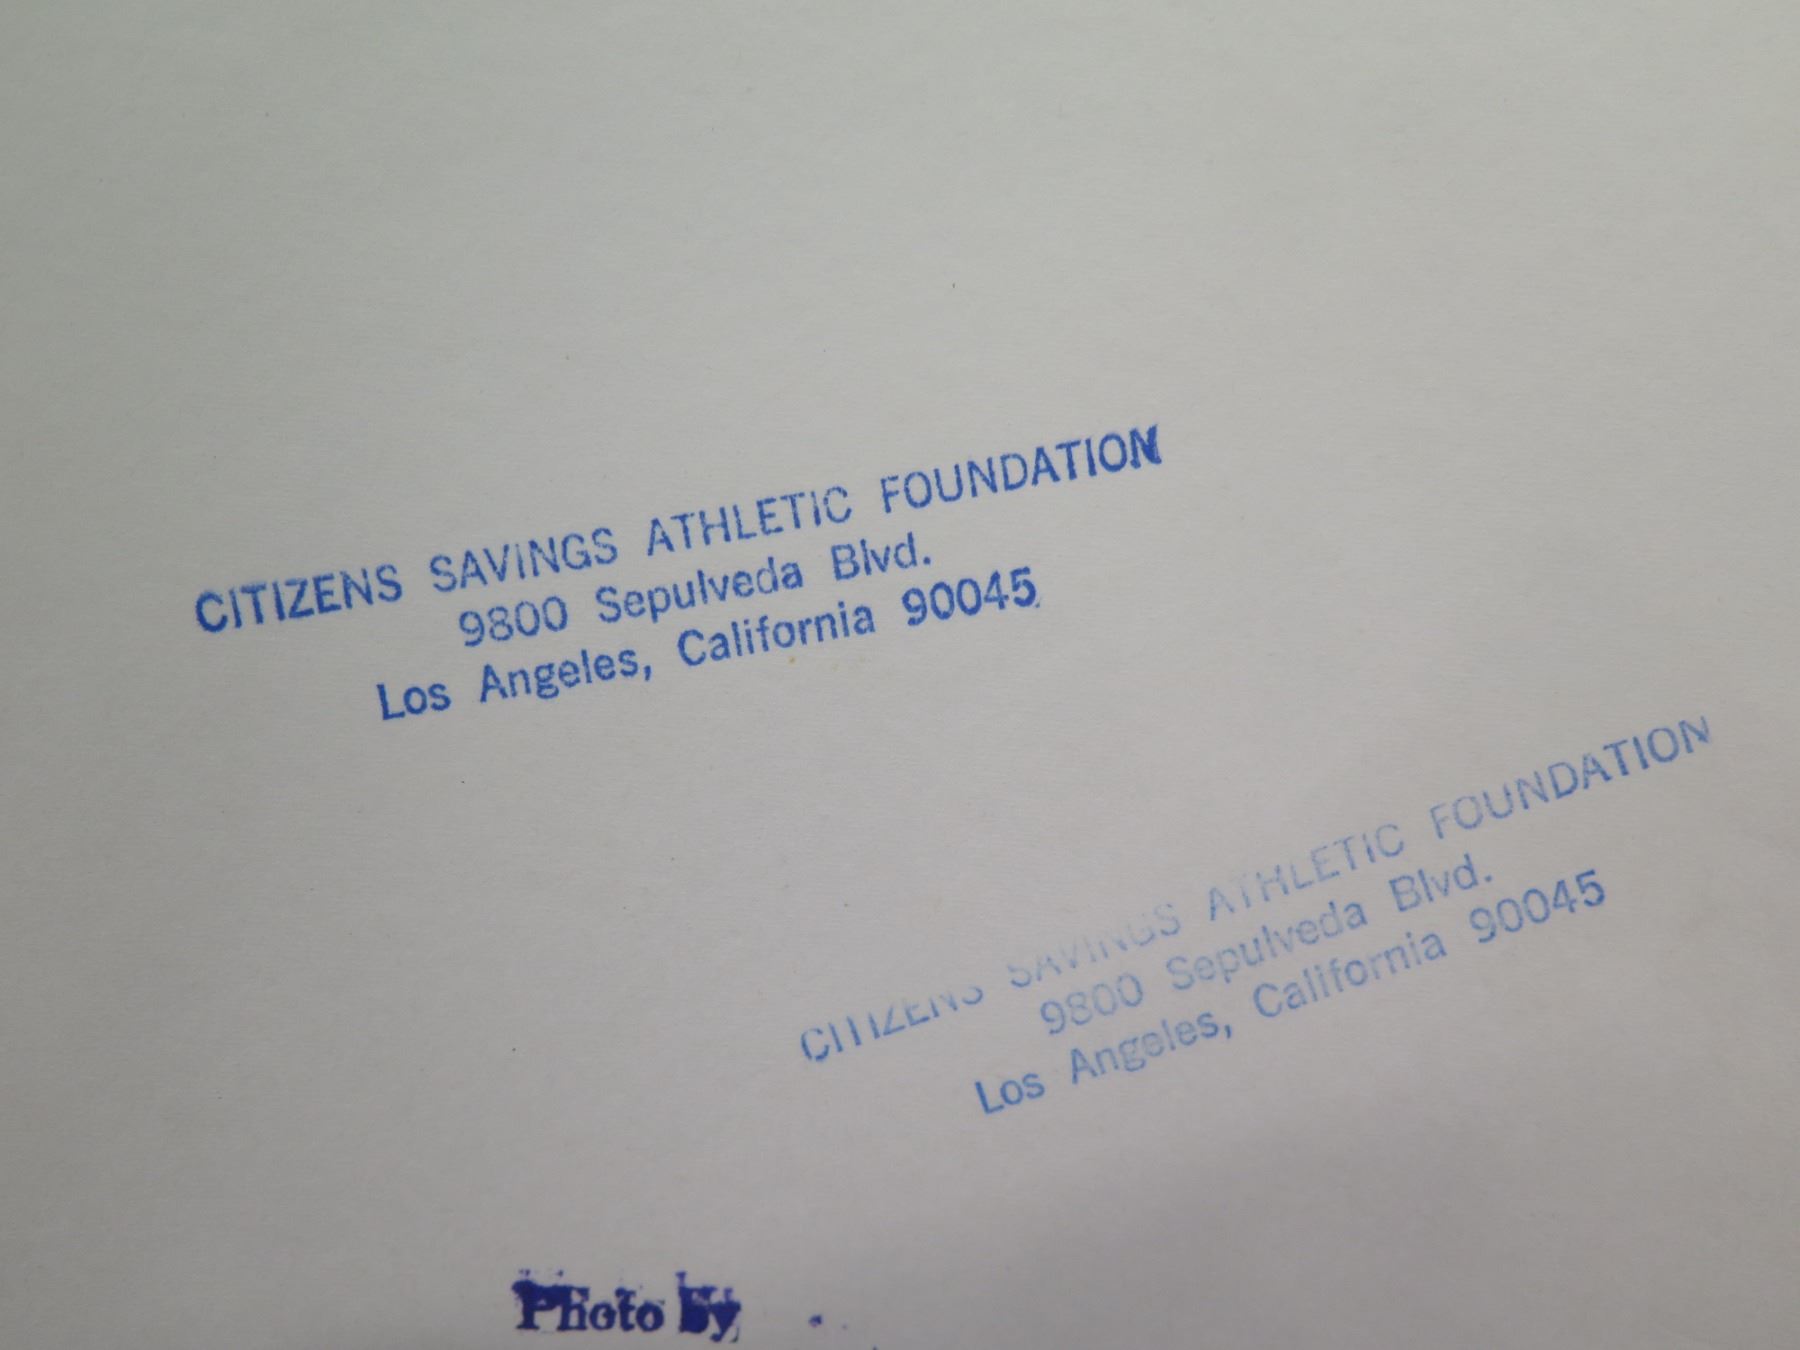 CITIZENS SAVINGS ATHLETIC FOUNDATION
9800 Sepulveda Blvd.
Los Angeles, California 90045
CITIZENS SAVINGS ATHLETIC FOUNDATION
9800 Sepulveda Blvd.
Los Angeles, California 90045
Photo by